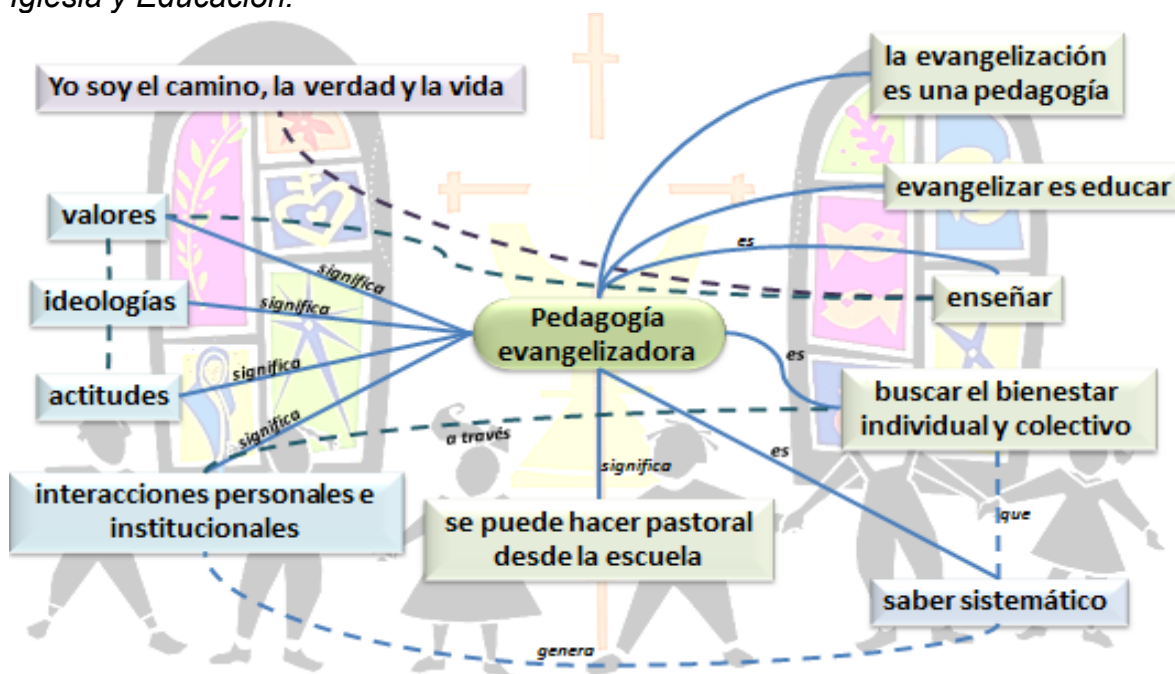 Iglesia y Educación.
Yo soy el camino, la verdad y la vida
la evangelización
es una pedagogía
valores
evangelizar es educar
es
significa
ideologías
significa
enseñar
Pedagogía
evangelizadora
es
significa
actitudes
buscar el bienestar
individual y colectivo
significa
a través
es
significa
interacciones personales e
institucionales
se puede hacer pastoral
desde la escuela
que
saber sistemático
genera